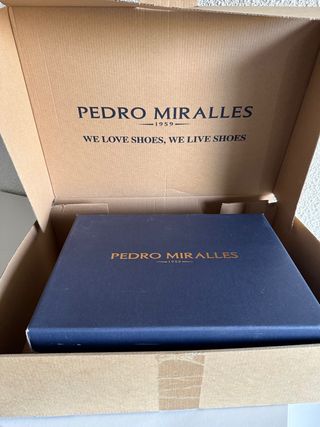 PEDRO MIRALLES
1959
WE LOVE SHOES, WE LIVE SHOES
PEDRO MIRALLES
1959